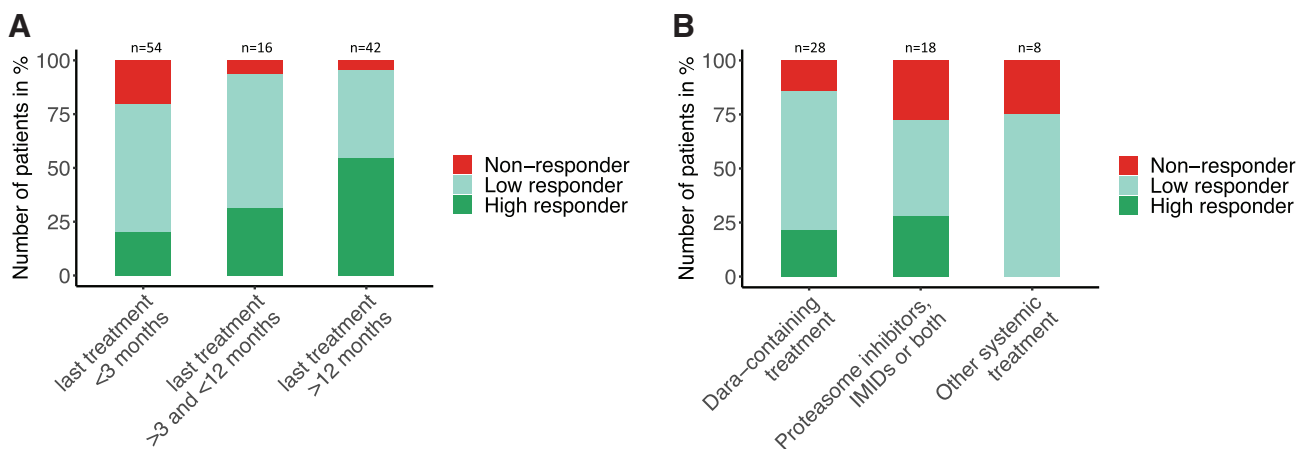 A
n=54
n=16
n=42
Number of patients in %
100
75
50
25
0
last treatment
<3 months
last treatment
>3 and <12 months
last treatment
>12 months
Non−responder
Low responder
High responder
B
n=28
n=18
n=8
Number of patients in %
100
75
50
25
0
Dara−containing
treatment
Proteasome inhibitors,
IMIDs or both
Other systemic
treatment
Non−responder
Low responder
High responder